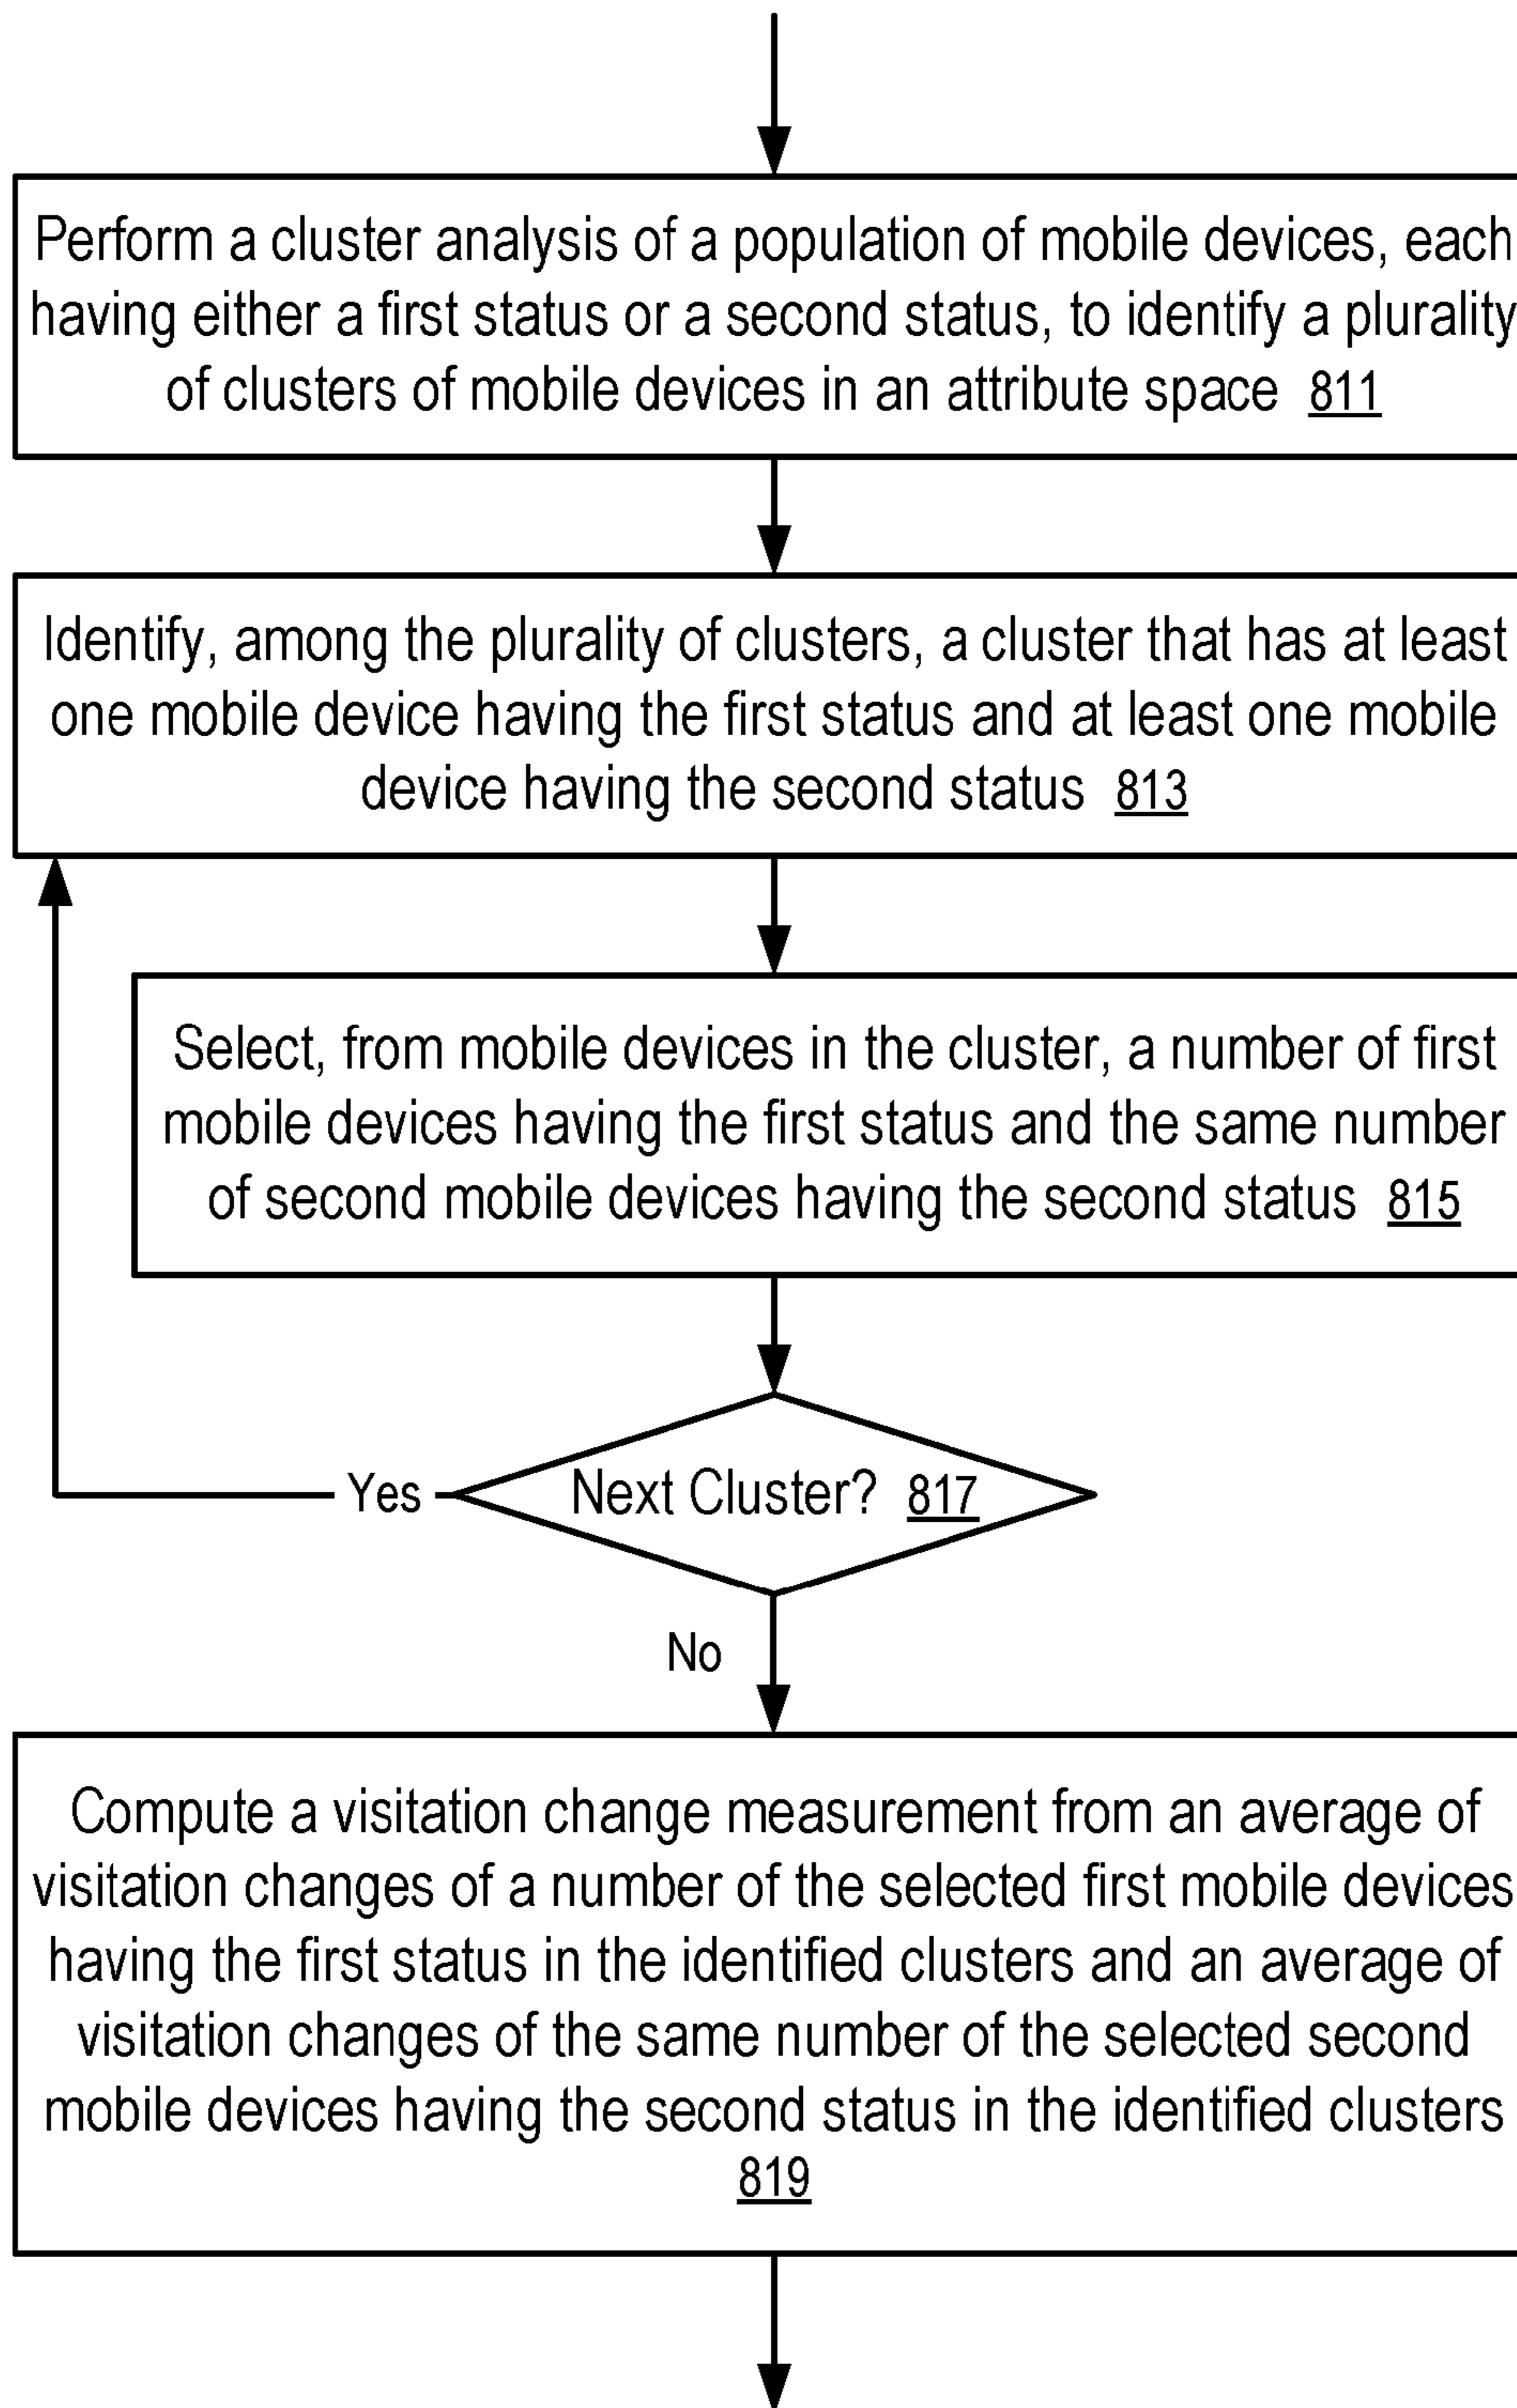 Perform a cluster analysis of a population of mobile devices, each
having either a first status or a second status, to identify a plurality
of clusters of mobile devices in an attribute space 811
Identify, among the plurality of clusters, a cluster that has at least
one mobile device having the first status and at least one mobile
device having the second status 813
Select, from mobile devices in the cluster, a number of first
mobile devices having the first status and the same number
of second mobile devices having the second status 815
Yes
Next Cluster? 817
No
Compute a visitation change measurement from an average of
visitation changes of a number of the selected first mobile devices
having the first status in the identified clusters and an average of
visitation changes of the same number of the selected second
mobile devices having the second status in the identified clusters
819